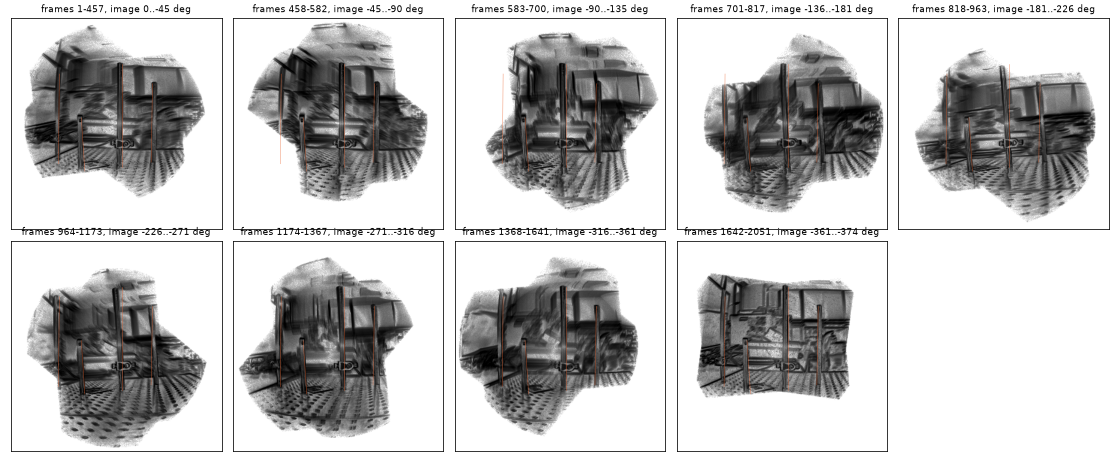 frames 1-457, image 0..-45 deg
frames 458-582, image -45..-90 deg
frames 583-700, image -90..-135 deg
frames 701-817, image -136..-181 deg
frames 818-963, image -181..-226 deg
frames 964-1173, image -226..-271 deg
frames 1174-1367, image -271..-316 deg
frames 1368-1641, image -316..-361 deg
frames 1642-2051, image -361..-374 deg